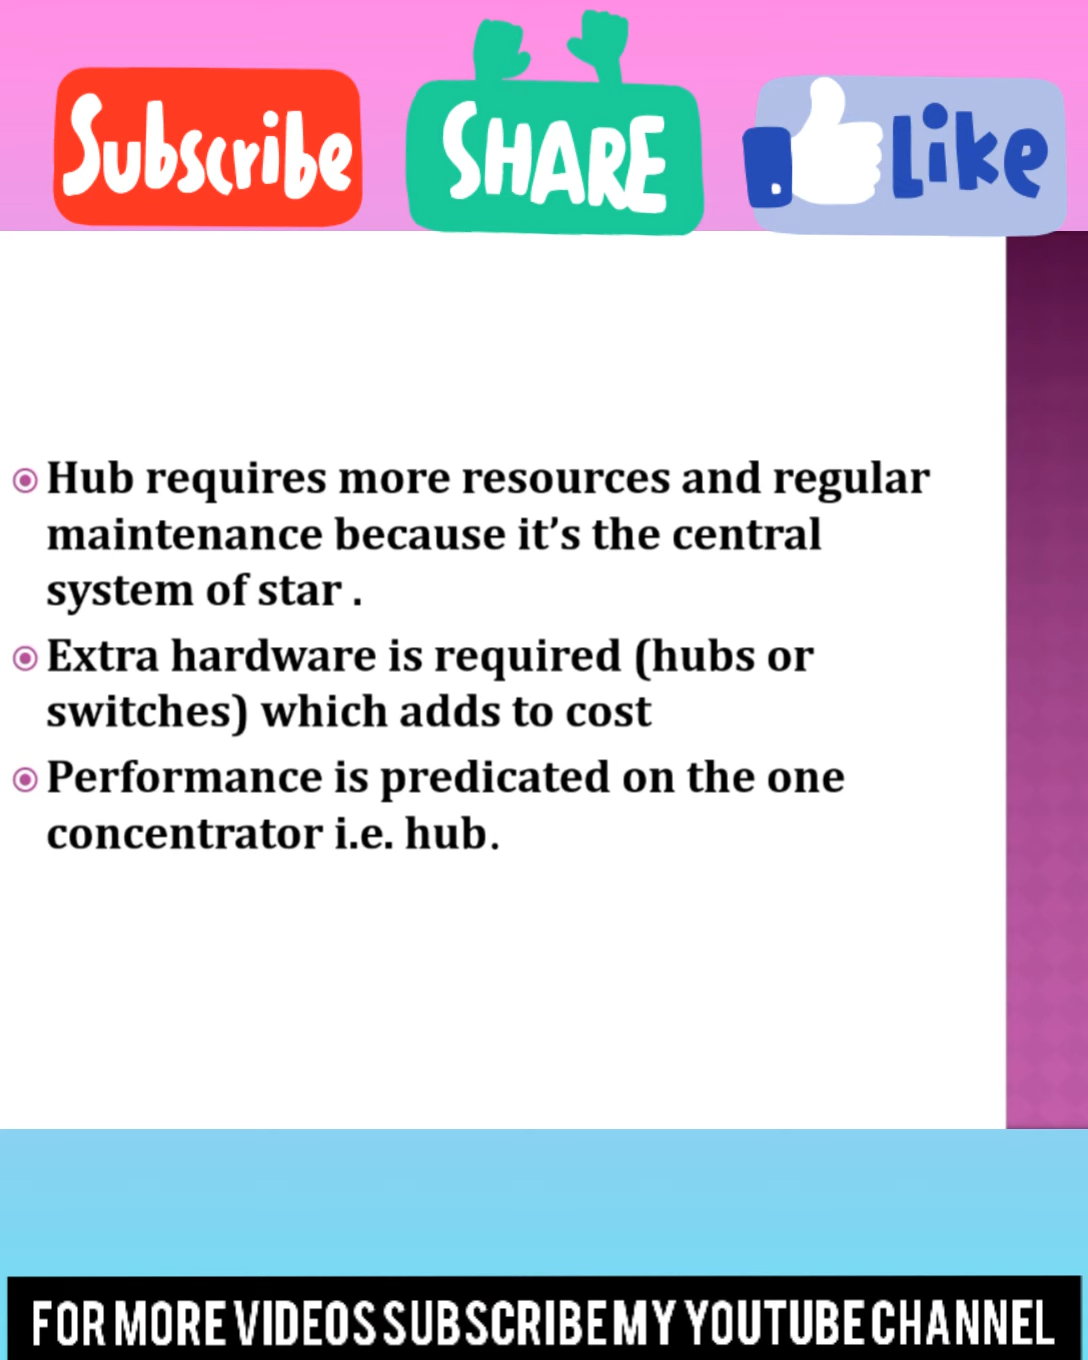 Subscribe SHARE Like
Hub requires more resources and regular
maintenance because it’s the central
system of star .
Extra hardware is required (hubs or
switches) which adds to cost
Performance is predicated on the one
concentrator i.e. hub.
FOR MORE VIDEOS SUBSCRIBE MY YOUTUBE CHANNEL